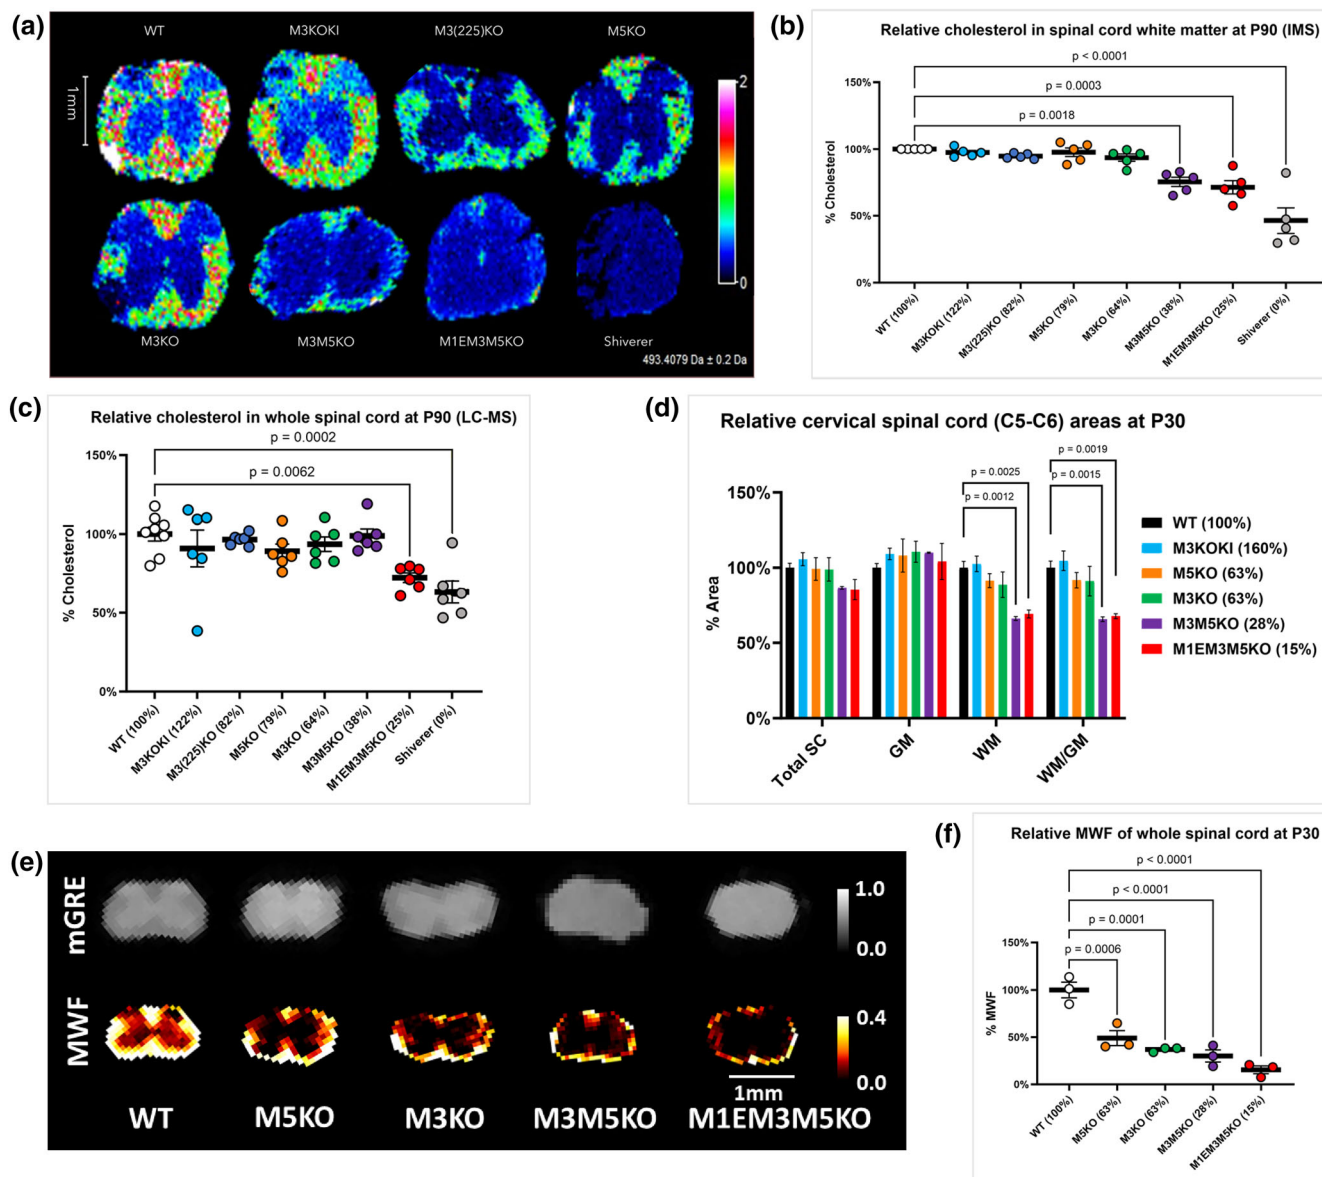 (a)
WT M3KOKI M3(225)KO M5KO
1mm
2
0
M3KO M3M5KO M1EM3M5KO Shiverer
493.4079 Da ± 0.2 Da
(b)
Relative cholesterol in spinal cord white matter at P90 (IMS)
p < 0.0001
p = 0.0003
p = 0.0018
150%
100%
50%
0%
% Cholesterol
WT (100%)
M3KOKI (122%)
M3(225)KO (82%)
M5KO (79%)
M3KO (64%)
M3M5KO (38%)
M1EM3M5KO (25%)
Shiverer (0%)
(c)
Relative cholesterol in whole spinal cord at P90 (LC-MS)
p = 0.0002
p = 0.0062
150%
100%
50%
0%
% Cholesterol
WT (100%)
M3KOKI (122%)
M3(225)KO (82%)
M5KO (79%)
M3KO (64%)
M3M5KO (38%)
M1EM3M5KO (25%)
Shiverer (0%)
(d)
Relative cervical spinal cord (C5-C6) areas at P30
p = 0.0019
p = 0.0025
p = 0.0015
p = 0.0012
150%
100%
50%
0%
% Area
Total SC
GM
WM
WM/GM
WT (100%)
M3KOKI (160%)
M5KO (63%)
M3KO (63%)
M3M5KO (28%)
M1EM3M5KO (15%)
(e)
mGRE
1.0
0.0
MWF
0.4
0.0
1mm
WT M5KO M3KO M3M5KO M1EM3M5KO
(f)
Relative MWF of whole spinal cord at P30
p < 0.0001
p < 0.0001
p = 0.0001
p = 0.0006
150%
100%
50%
0%
% MWF
WT (100%)
M5KO (63%)
M3KO (63%)
M3M5KO (28%)
M1EM3M5KO (15%)